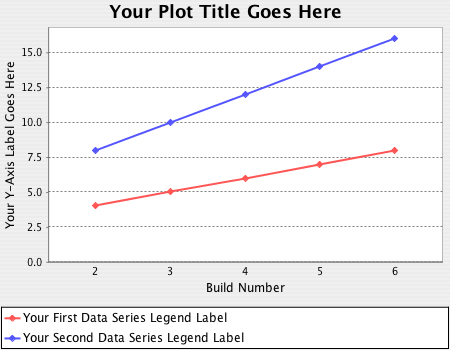 Your Plot Title Goes Here
Your Y-Axis Label Goes Here
15.0
12.5
10.0
7.5
5.0
2.5
0.0
2 3 4 5 6
Build Number
Your First Data Series Legend Label
Your Second Data Series Legend Label